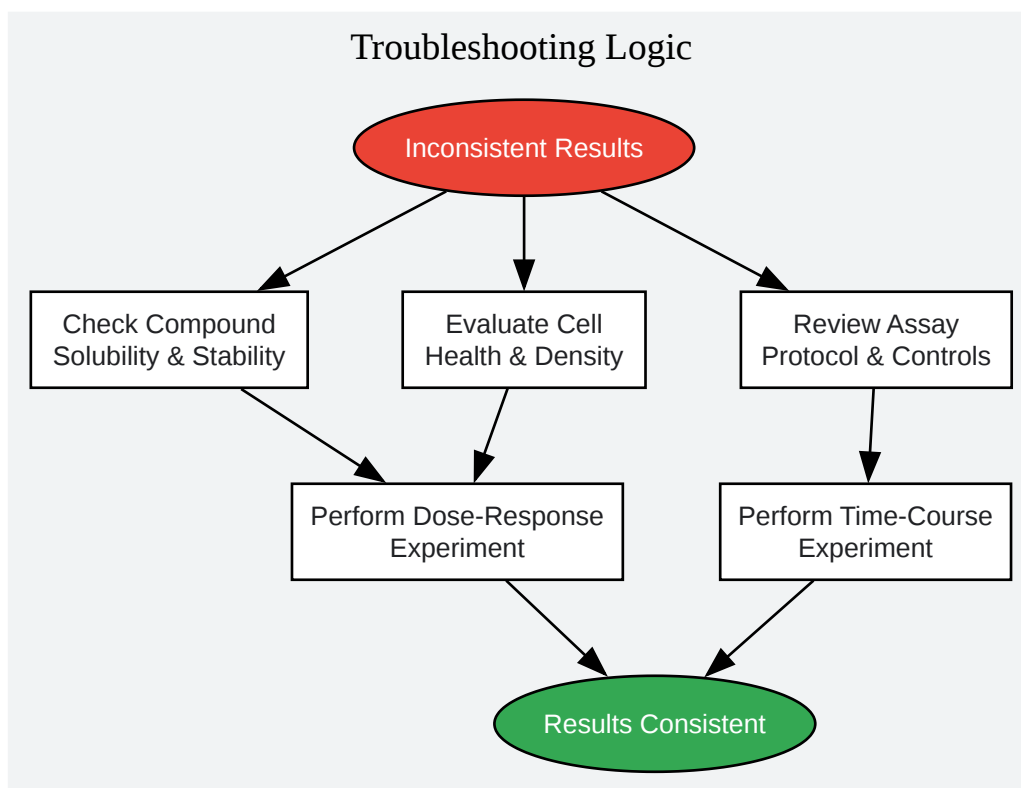 Troubleshooting Logic
Inconsistent Results
Check Compound
Solubility & Stability
Evaluate Cell
Health & Density
Review Assay
Protocol & Controls
Perform Dose-Response
Experiment
Perform Time-Course
Experiment
Results Consistent